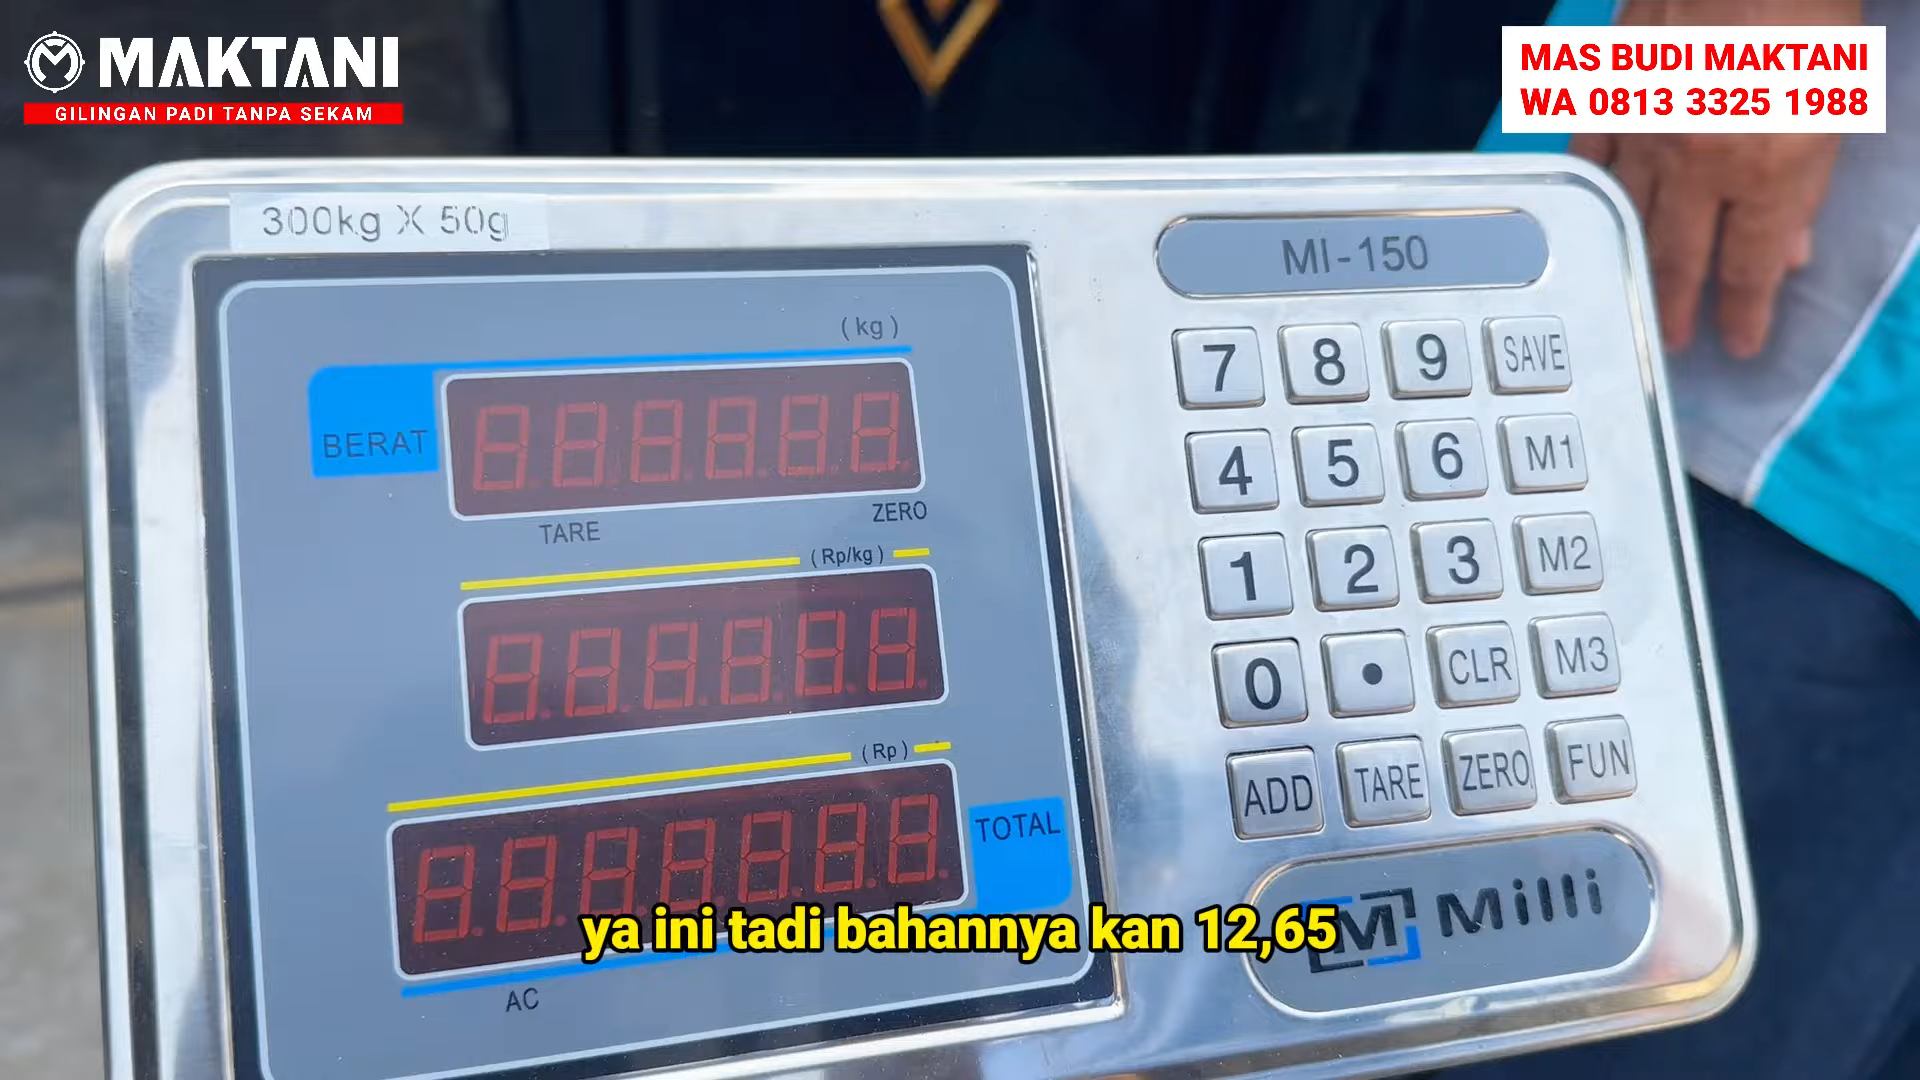 MAKTANI
GILINGAN PADI TANPA SEKAM
MAS BUDI MAKTANI
WA 0813 3325 1988
300kg X 50g
MI-150
(kg)
BERAT
TARE
ZERO
(Rp/kg)
(Rp)
TOTAL
AC
7 8 9 SAVE
4 5 6 M1
1 2 3 M2
0 . CLR M3
ADD TARE ZERO FUN
M Milli
ya ini tadi bahannya kan 12,65